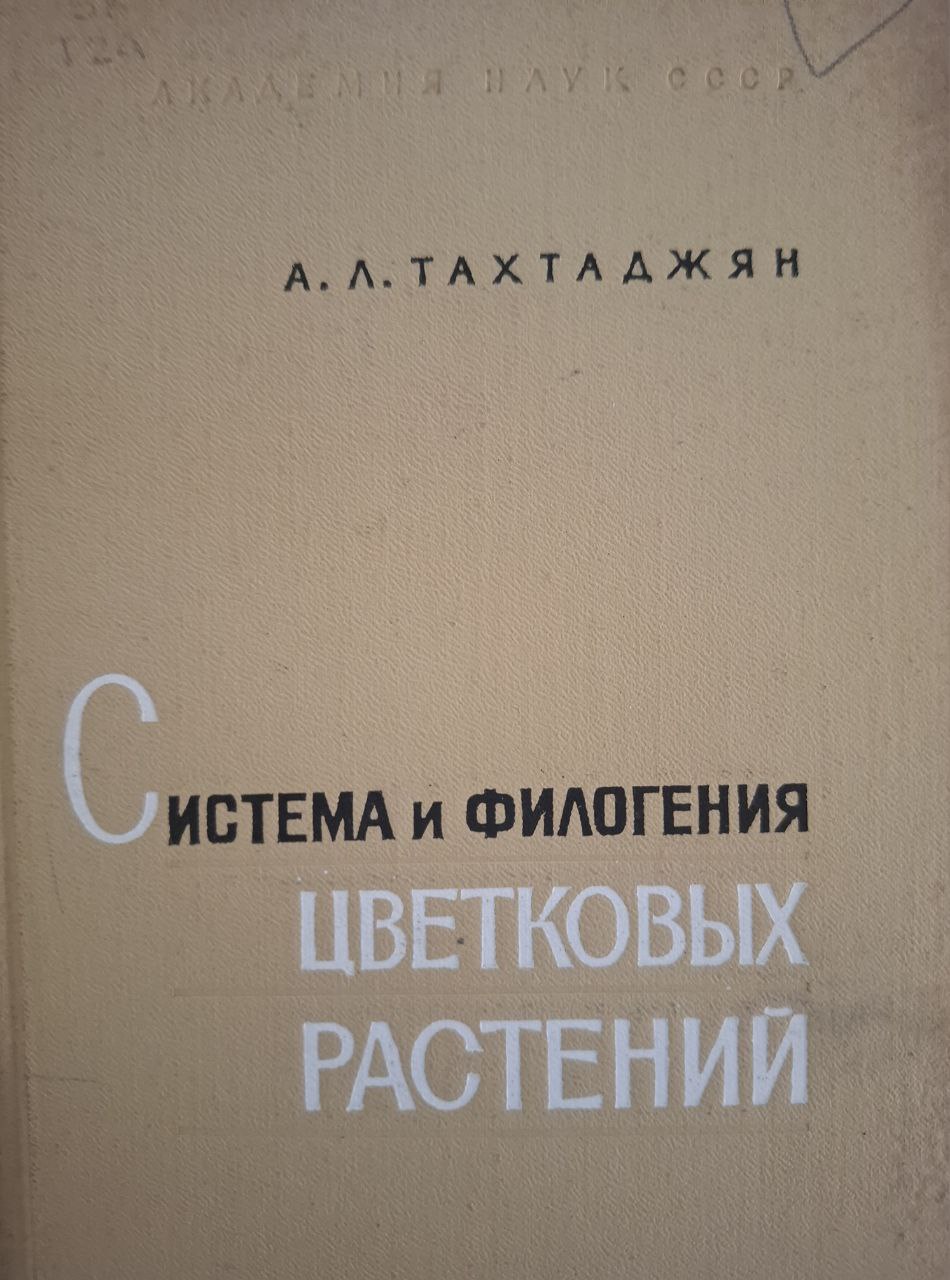 АКАДЕМИЯ НАУК СССР
А. Л. ТАХТАДЖЯН
СИСТЕМА и ФИЛОГЕНИЯ
ЦВЕТКОВЫХ
РАСТЕНИЙ